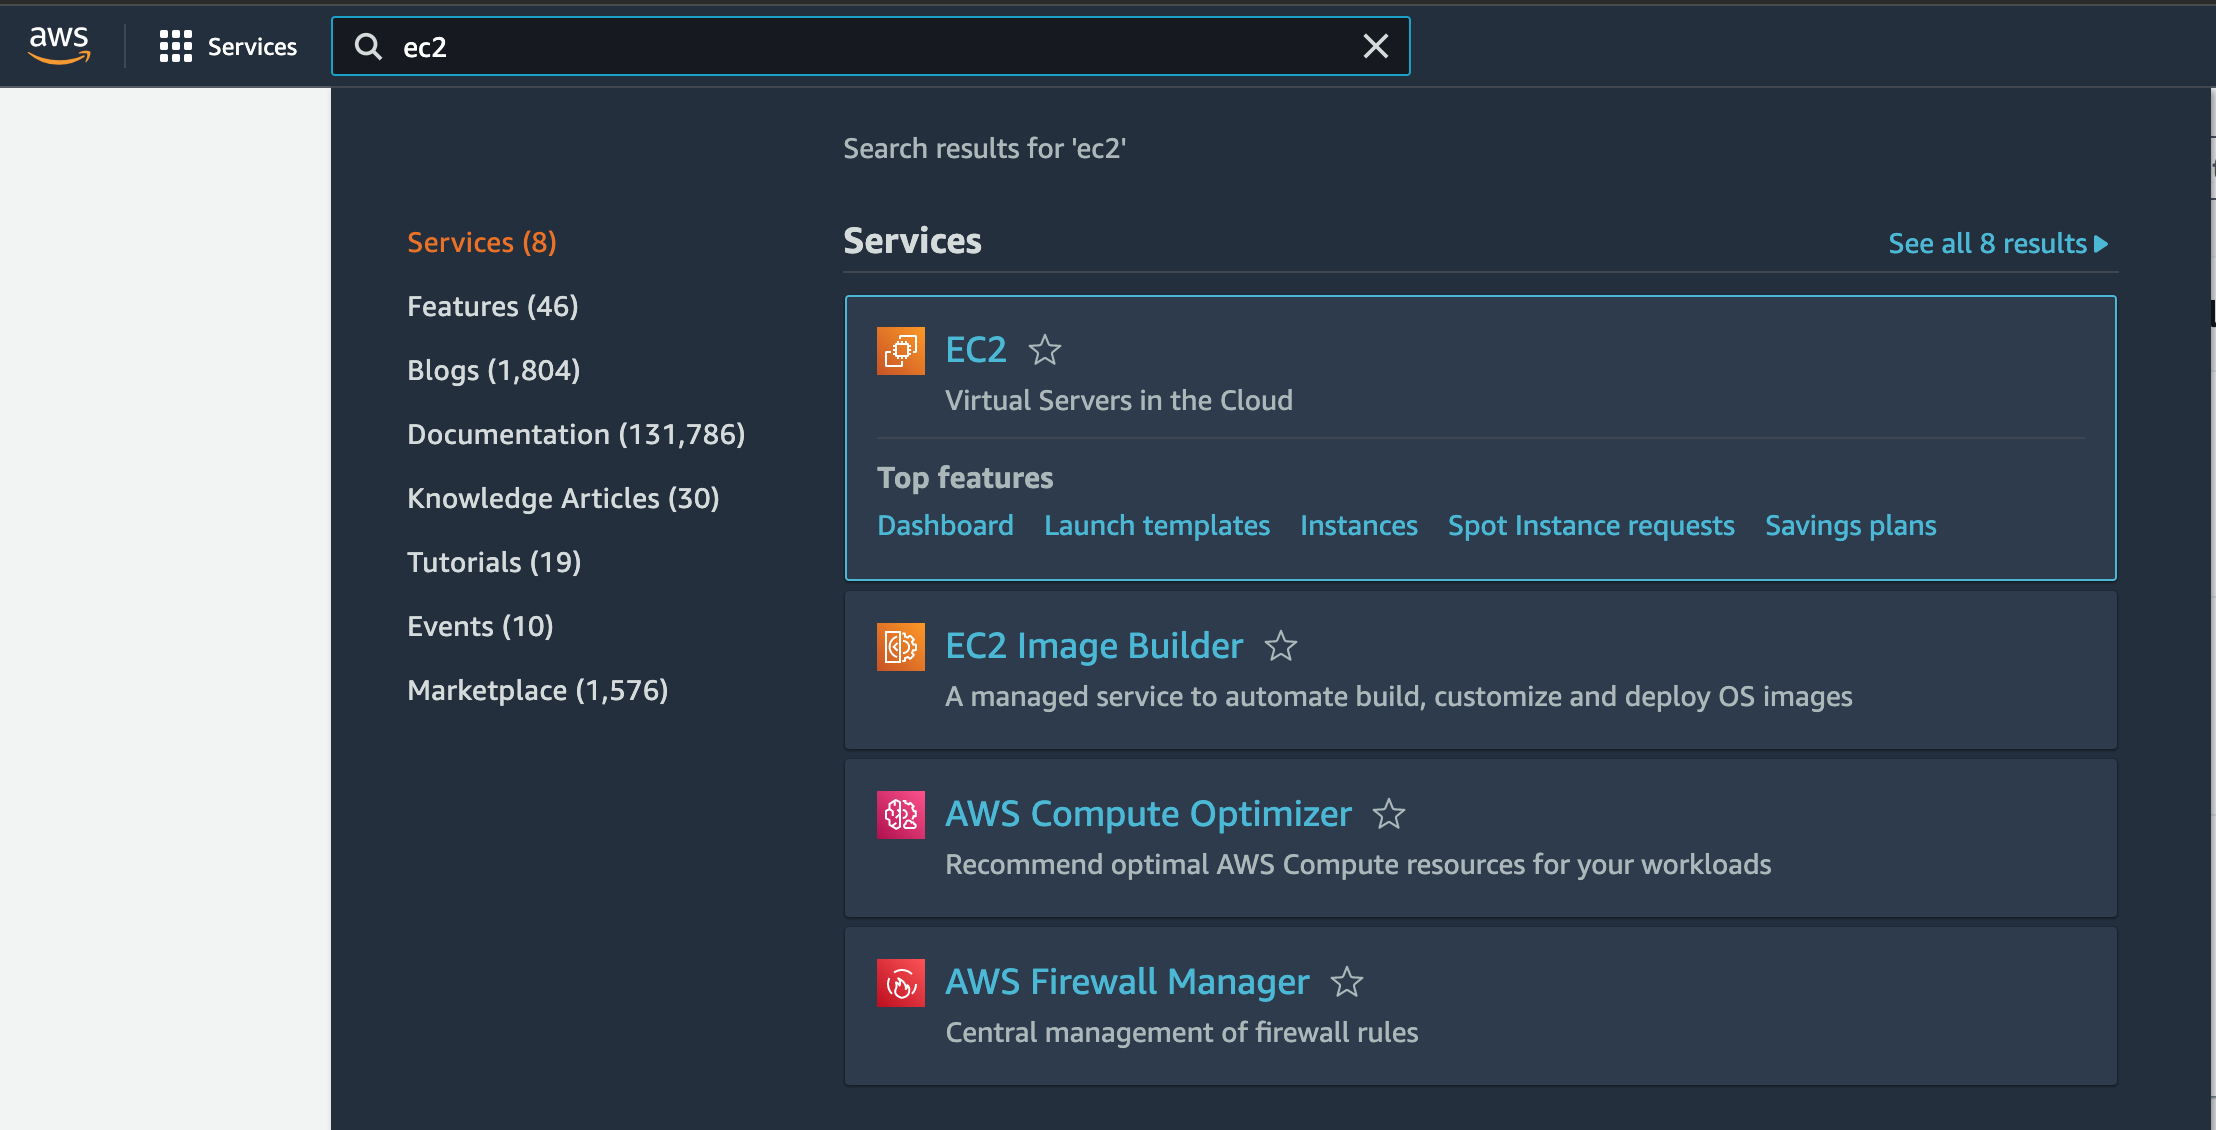 aws
Services
ec2
Search results for 'ec2'
Services (8)
Features (46)
Blogs (1,804)
Documentation (131,786)
Knowledge Articles (30)
Tutorials (19)
Events (10)
Marketplace (1,576)
Services
See all 8 results
EC2
Virtual Servers in the Cloud
Top features
Dashboard Launch templates Instances Spot Instance requests Savings plans
EC2 Image Builder
A managed service to automate build, customize and deploy OS images
AWS Compute Optimizer
Recommend optimal AWS Compute resources for your workloads
AWS Firewall Manager
Central management of firewall rules